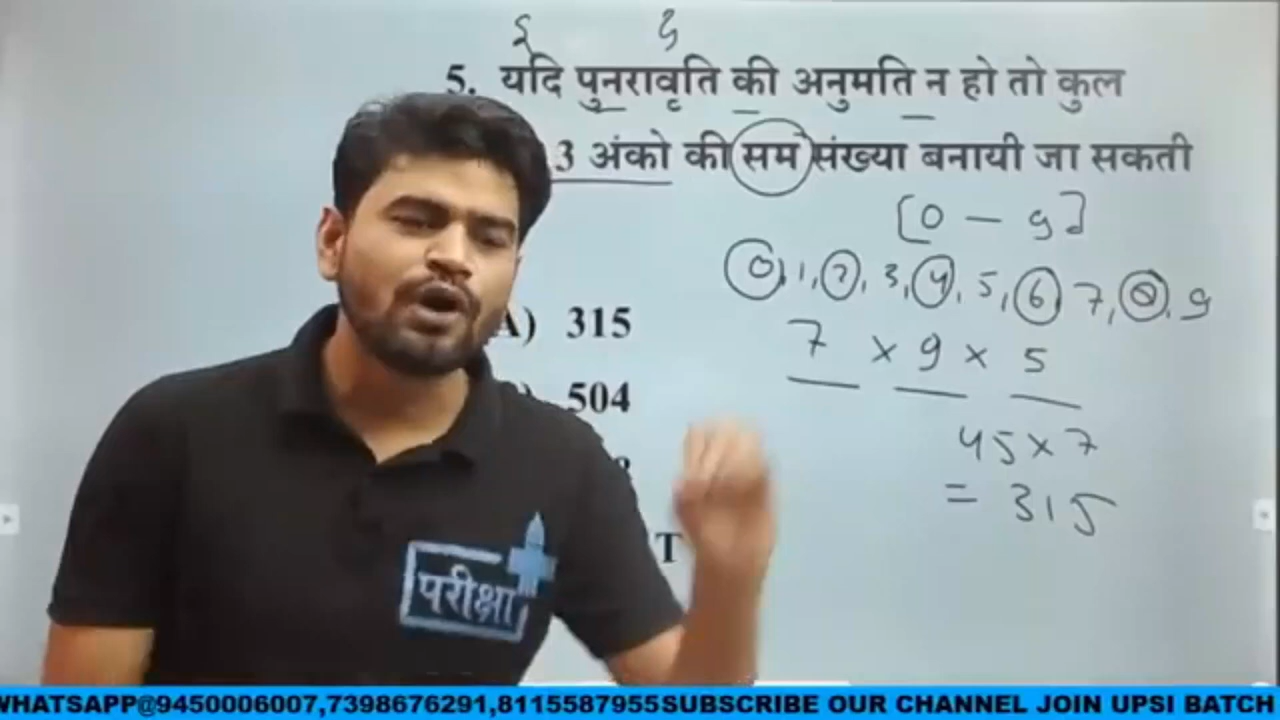 5. यदि पुनरावृति की अनुमति न हो तो कुल
3 अंको की सम संख्या बनायी जा सकती
[0 – 9]
0, 1, 2, 3, 4, 5, 6, 7, 8, 9
7 × 9 × 5
A) 315
504
45 × 7
= 315
T
परीक्षा
WHATSAPP@9450006007,7398676291,8115587955 SUBSCRIBE OUR CHANNEL JOIN UPSI BATCH